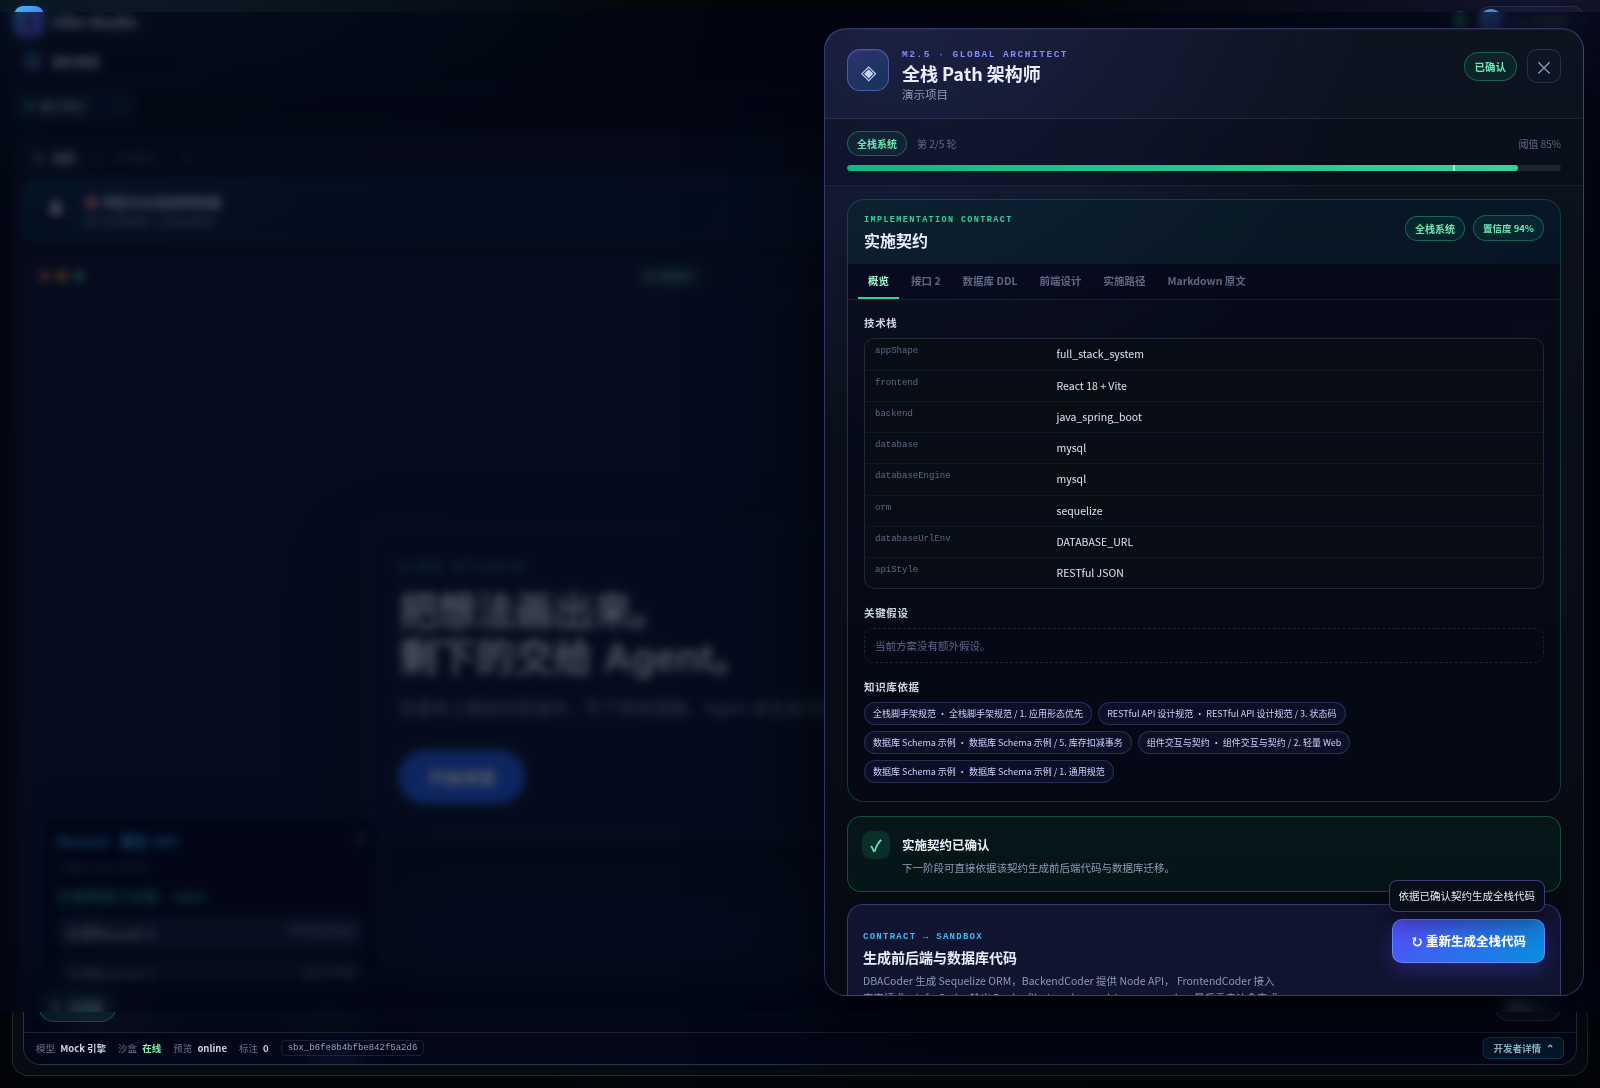 M2.5 · GLOBAL ARCHITECT
◈
全栈 Path 架构师
已确认
演示项目
全栈系统
第 2/5 轮
阈值 85%
IMPLEMENTATION CONTRACT
实施契约
全栈系统
置信度 94%
概览
接口 2
数据库 DDL
前端设计
实施路径
Markdown 原文
技术栈
appShape
full_stack_system
frontend
React 18 + Vite
backend
java_spring_boot
database
mysql
databaseEngine
mysql
orm
sequelize
databaseUrlEnv
DATABASE_URL
apiStyle
RESTful JSON
关键假设
当前方案没有额外假设。
知识库依据
全栈脚手架规范 · 全栈脚手架规范 / 1. 应用形态优先
RESTful API 设计规范 · RESTful API 设计规范 / 3. 状态码
数据库 Schema 示例 · 数据库 Schema 示例 / 5. 库存扣减事务
组件交互与契约 · 组件交互与契约 / 2. 轻量 Web
数据库 Schema 示例 · 数据库 Schema 示例 / 1. 通用规范
✓
实施契约已确认
下一阶段可直接依据该契约生成前后端代码与数据库迁移。
依据已确认契约生成全栈代码
CONTRACT → SANDBOX
生成前后端与数据库代码
↻ 重新生成全栈代码
DBACoder 生成 Sequelize ORM，BackendCoder 提供 Node API， FrontendCoder 接入
把想法画出来。
剩下的交给 Agent。
模型 Mock 引擎
沙盒 在线
预览 online
标注 0
sbx_b6fe8b4bfbe842f5a2d6
开发者详情 ⌃